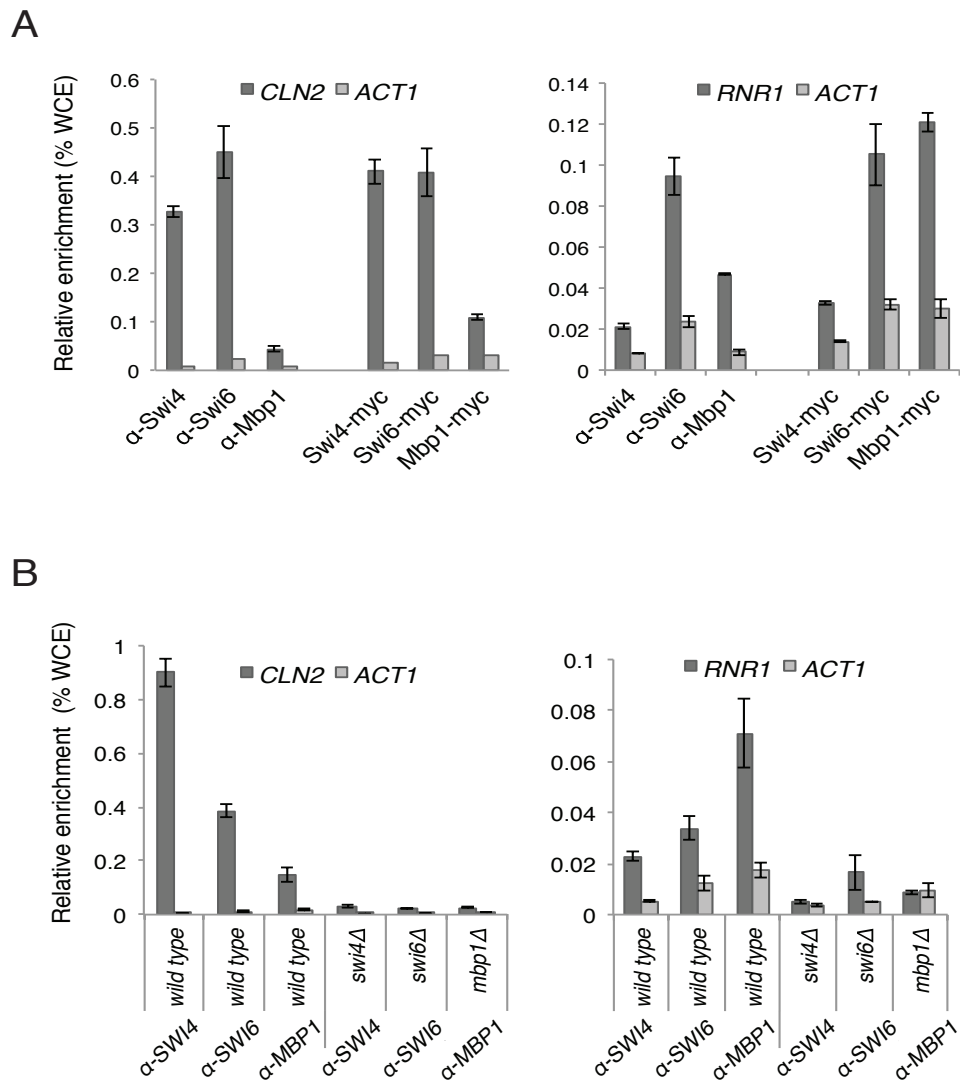 A
Relative enrichment (% WCE)
0.6
0.5
0.4
0.3
0.2
0.1
0
CLN2 ACT1
α-Swi4
α-Swi6
α-Mbp1
Swi4-myc
Swi6-myc
Mbp1-myc
0.14
0.12
0.1
0.08
0.06
0.04
0.02
0
RNR1 ACT1
α-Swi4
α-Swi6
α-Mbp1
Swi4-myc
Swi6-myc
Mbp1-myc
B
Relative enrichment (% WCE)
1
0.8
0.6
0.4
0.2
0
CLN2 ACT1
wild type
wild type
wild type
swi4Δ
swi6Δ
mbp1Δ
α-SWI4
α-SWI6
α-MBP1
α-SWI4
α-SWI6
α-MBP1
0.1
0.08
0.06
0.04
0.02
0
RNR1 ACT1
wild type
wild type
wild type
swi4Δ
swi6Δ
mbp1Δ
α-SWI4
α-SWI6
α-MBP1
α-SWI4
α-SWI6
α-MBP1